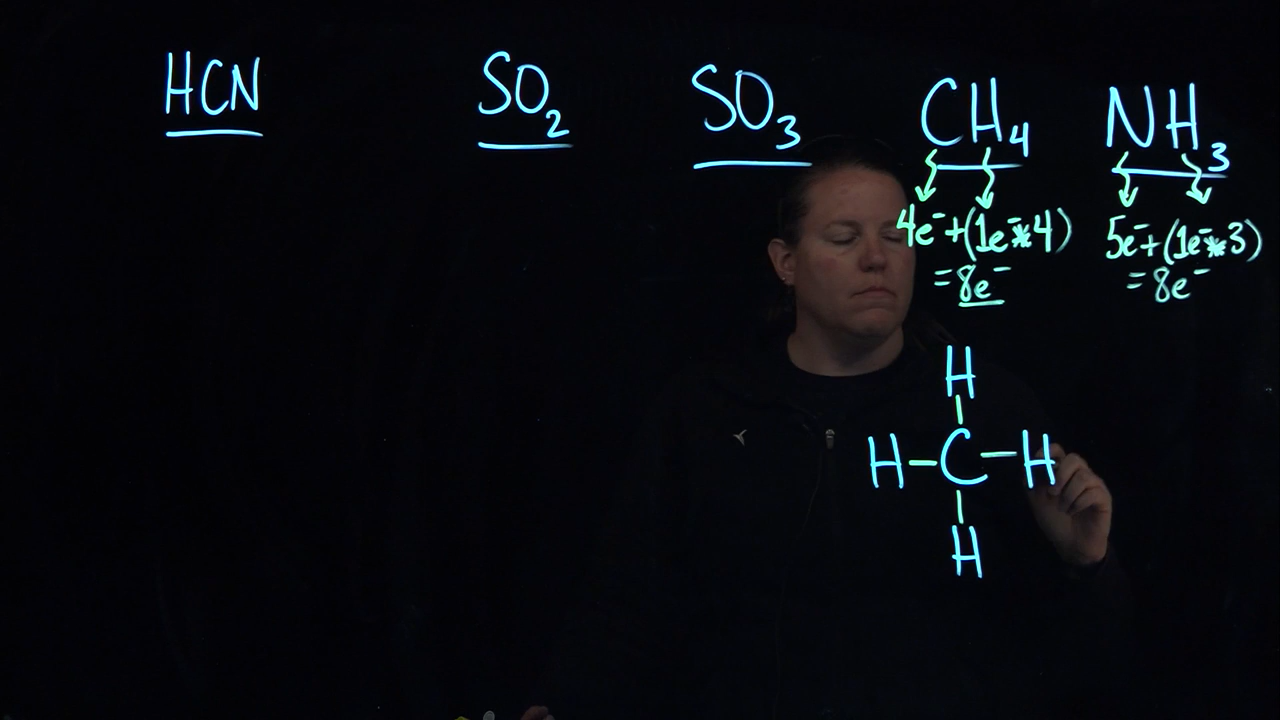 HCN SO₂ SO₃ CH₄ NH₃
4e⁻+(1e⁻*4) 5e⁻+(1e⁻*3)
=8e⁻ =8e⁻
H
H-C-H
H